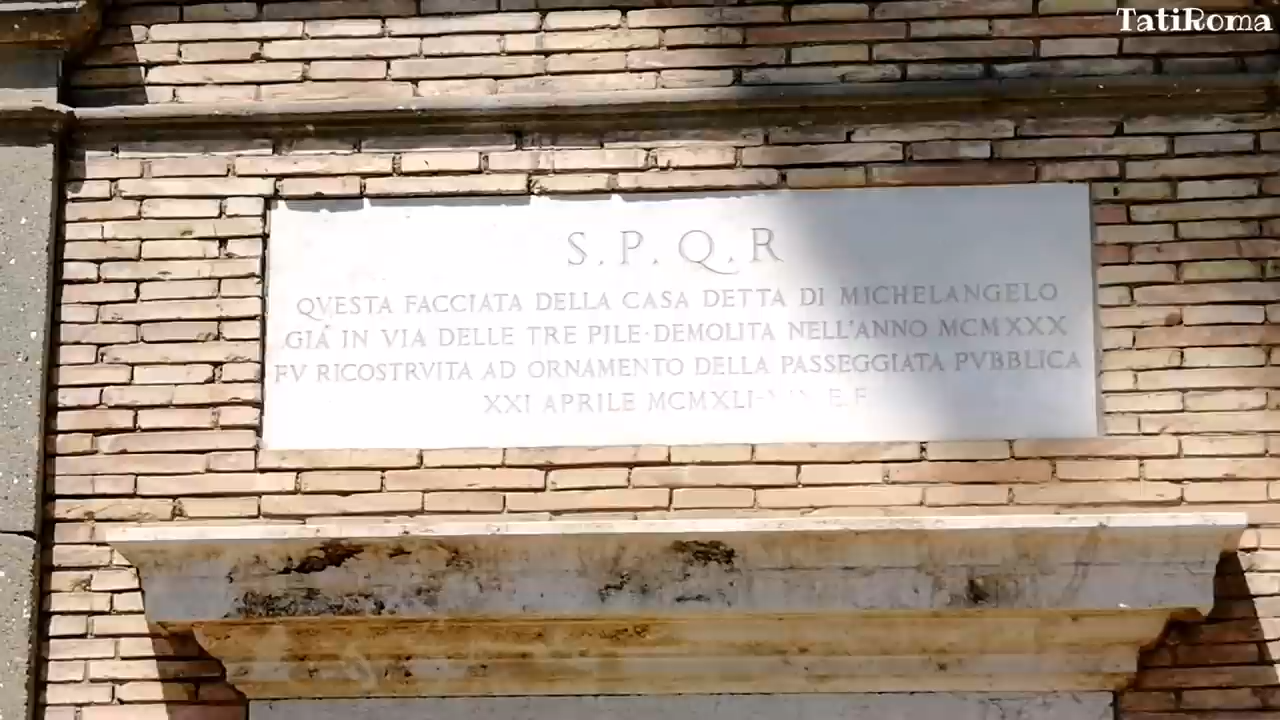 TatiRoma
S.P.Q.R
QVESTA FACCIATA DELLA CASA DETTA DI MICHELANGELO
GIÁ IN VIA DELLE TRE PILE·DEMOLITA NELL'ANNO MCMXXX
FV RICOSTRVITA AD ORNAMENTO DELLA PASSEGGIATA PVBBLICA
XXI APRILE MCMXLI- E.F